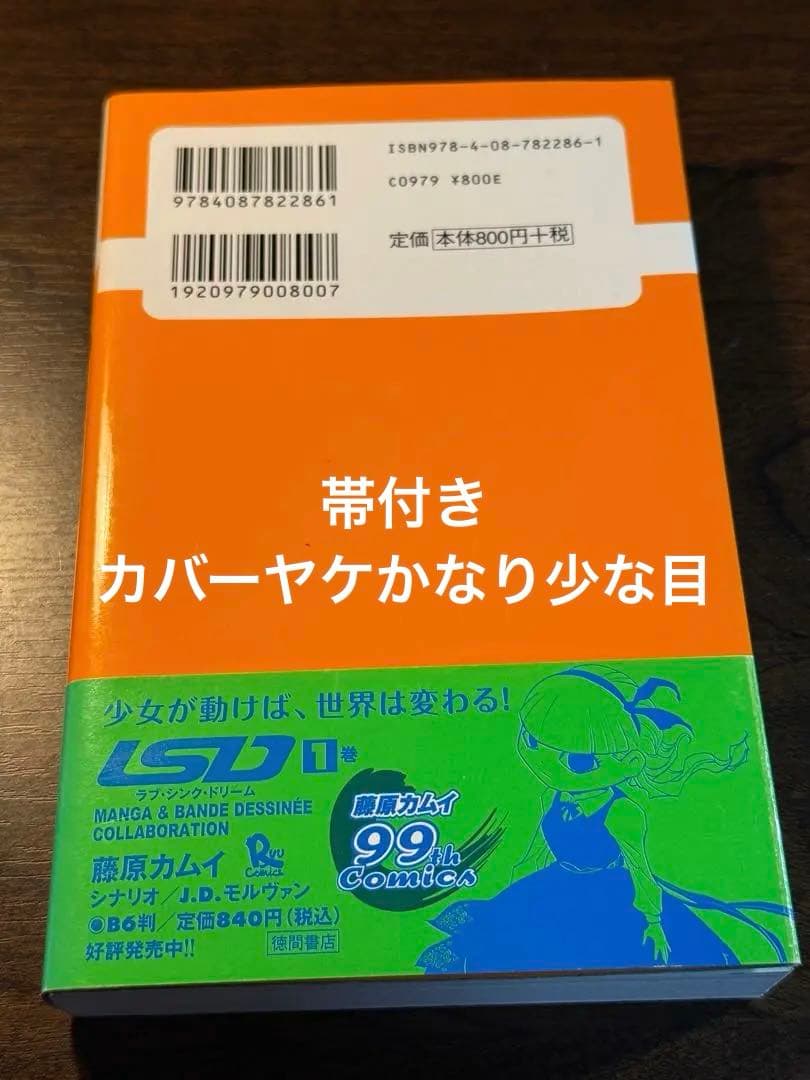 ISBN978-4-08-782286-1
C0979 ¥800E
9784087822861
定価 本体800円+税
1920979008007
帯付き
カバーヤケかなり少な目
少女が動けば、世界は変わる!
LSD 1巻
ラブ・シンク・ドリーム
MANGA & BANDE DESSINÉE
COLLABORATION
藤原カムイ Ryu Comics
シナリオ/J.D.モルヴァン
●B6判/定価840円(税込)
好評発売中!! 徳間書店
藤原カムイ
99th
Comics